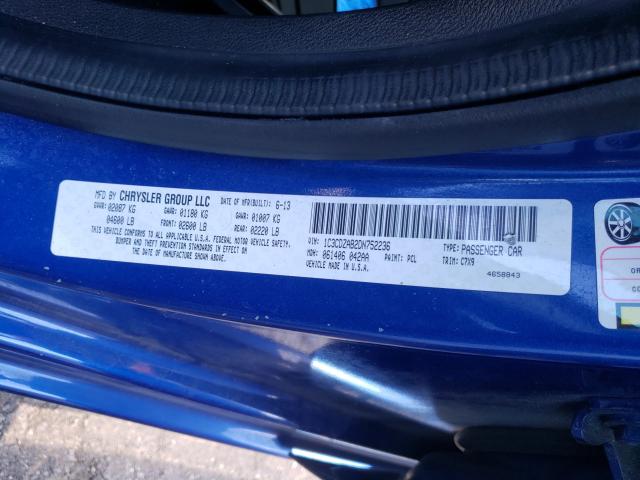 MFD BY CHRYSLER GROUP LLC DATE OF MFR(BUILT): 6-13
GVWR: 02087 KG GAWR: 01180 KG GAWR: 01007 KG
04600 LB FRONT: 02600 LB REAR: 02220 LB
THIS VEHICLE CONFORMS TO ALL APPLICABLE U.S.A. FEDERAL MOTOR VEHICLE SAFETY,
BUMPER AND THEFT PREVENTION STANDARDS IN EFFECT ON
THE DATE OF MANUFACTURE SHOWN ABOVE.
VIN: 1C3CDZAB2DN752236 TYPE: PASSENGER CAR
MDH: 061406 042AA PAINT: PCL TRIM: C7X9
VEHICLE MADE IN U.S.A. 4658843